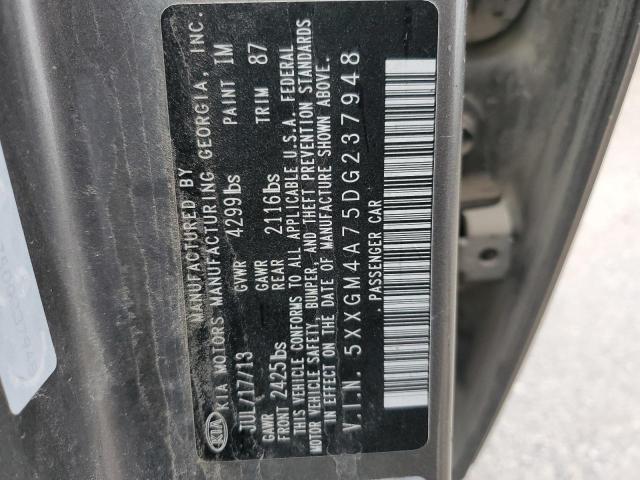 MANUFACTURED BY
KIA KIA MOTORS MANUFACTURING GEORGIA, INC.
JUL/17/13 GVWR 4299lbs PAINT IM
GAWR FRONT 2425lbs GAWR REAR 2116lbs TRIM 87
THIS VEHICLE CONFORMS TO ALL APPLICABLE U.S.A. FEDERAL
MOTOR VEHICLE SAFETY, BUMPER, AND THEFT PREVENTION STANDARDS
IN EFFECT ON THE DATE OF MANUFACTURE SHOWN ABOVE.
V.I.N. 5XXGM4A75DG237948
PASSENGER CAR